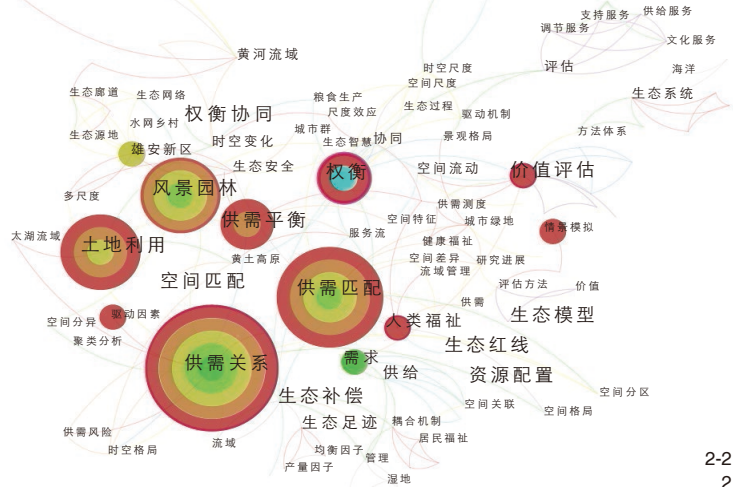 支持服务 供给服务
调节服务
文化服务
黄河流域
评估
时空尺度
海洋
空间尺度
生态廊道 生态网络
粮食生产
生态系统
尺度效应
生态过程
权衡协同
驱动机制
水网乡村
城市群
生态源地
方法体系
时空变化
生态智慧 协同
景观格局
雄安新区
生态安全
权衡
空间流动
价值评估
风景园林
多尺度
供需测度
供需平衡
空间特征
城市绿地
情景模拟
太湖流域
服务流
土地利用
健康福祉
黄土高原
空间差异 研究进展
流域管理
空间匹配
供需匹配
评估方法 价值
供需
驱动因素
生态模型
空间分异
人类福祉
聚类分析
生态红线
供需关系
需求
供给
资源配置
生态补偿
空间分区
空间关联
空间格局
生态足迹 耦合机制
供需风险
居民福祉
流域
时空格局
均衡因子
管理
产量因子
湿地
2-2
2